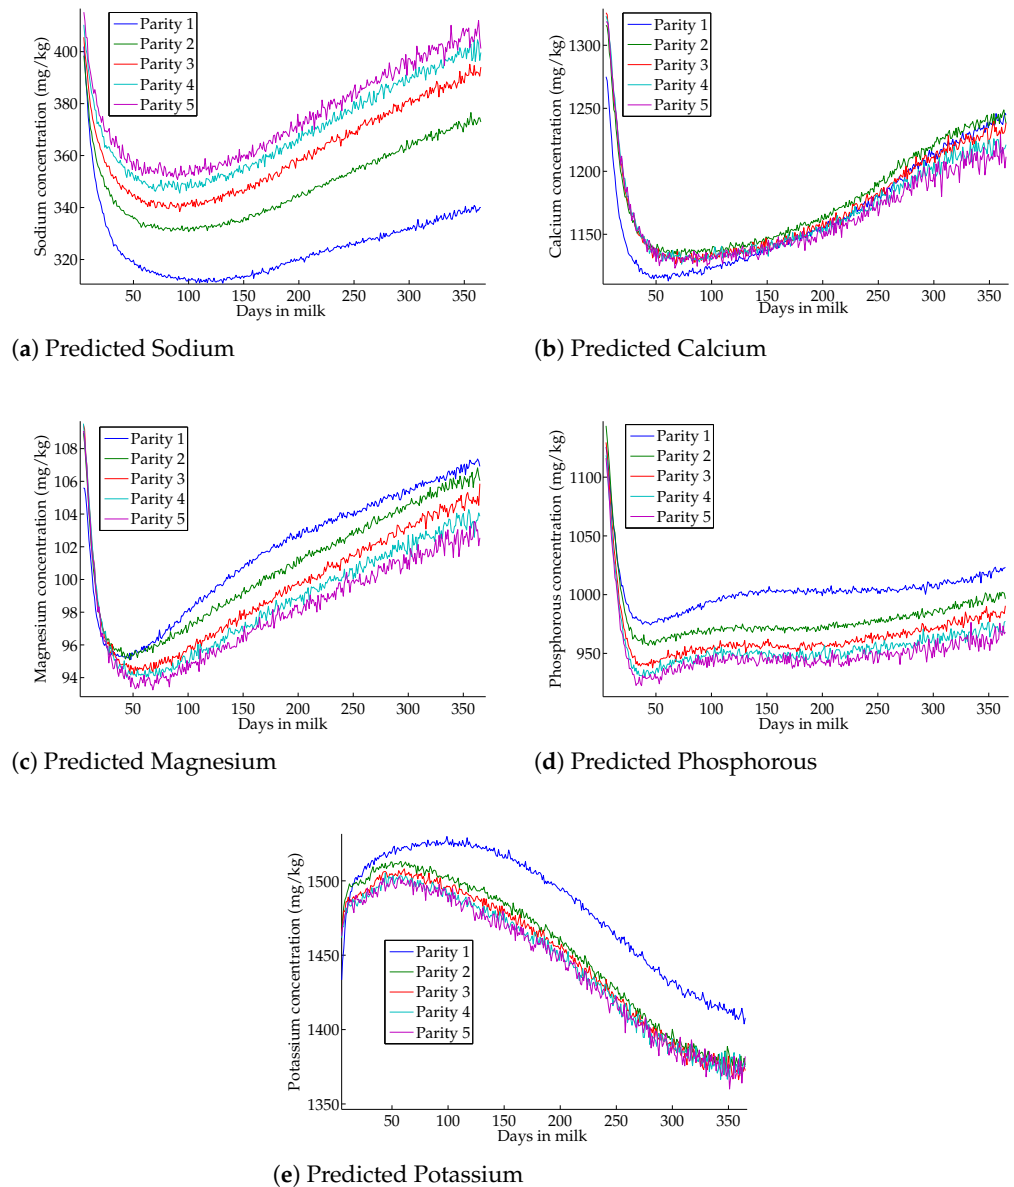 Sodium concentration (mg/kg)
400
380
360
340
320
Parity 1
Parity 2
Parity 3
Parity 4
Parity 5
50 100 150 200 250 300 350
Days in milk
(a) Predicted Sodium
Calcium concentration (mg/kg)
1300
1250
1200
1150
Parity 1
Parity 2
Parity 3
Parity 4
Parity 5
50 100 150 200 250 300 350
Days in milk
(b) Predicted Calcium
Magnesium concentration (mg/kg)
108
106
104
102
100
98
96
94
Parity 1
Parity 2
Parity 3
Parity 4
Parity 5
50 100 150 200 250 300 350
Days in milk
(c) Predicted Magnesium
Phosphorous concentration (mg/kg)
1100
1050
1000
950
Parity 1
Parity 2
Parity 3
Parity 4
Parity 5
50 100 150 200 250 300 350
Days in milk
(d) Predicted Phosphorous
Potassium concentration (mg/kg)
1500
1450
1400
1350
Parity 1
Parity 2
Parity 3
Parity 4
Parity 5
50 100 150 200 250 300 350
Days in milk
(e) Predicted Potassium